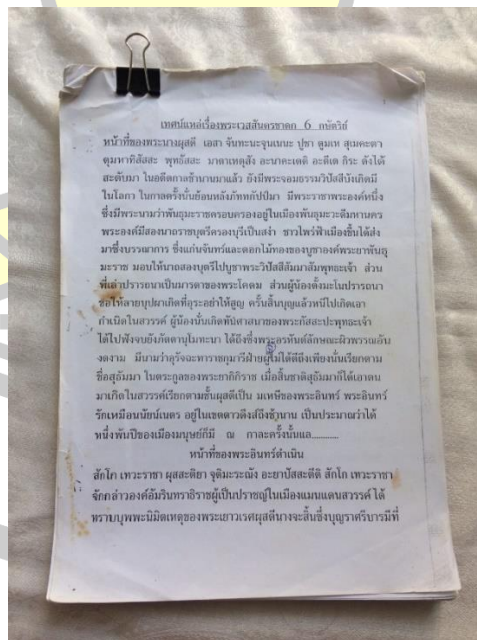 เทศน์แหล่เรื่องพระเวสสันดรชาดก 6 กษัตริย์
หน้าที่ของพระนางผุสดี เอสา จันทะนะจุนเนนะ ปูชา ตุมเห สุเมคะตา
ตุมหาทิสัสสะ พุทธัสสะ มาตาเหตุสัง อะนาคะเตติ อะตีเต กิระ ดังได้
สะดับมา ในอดีตกาลช้านานมาแล้ว ยังมีพระจอมธรรมวิปัสสีบังเกิดมี
ในโลกา ในกาลครั้งนั้นย้อนหลังภัททกัปป์มา มีพระราชาพระองค์หนึ่ง
ซึ่งมีพระนามว่าพันธุมะราชครอบครองอยู่ในเมืองพันธุมะวะดีมหานคร
พระองค์มีสองนาถราชบุตรีครองบุรีเป็นสง่า ชาวไพร่ฟ้าเมืองขึ้นได้ส่ง
มาซึ่งบรรณาการ ซึ่งแก่นจันทร์และดอกไม้ทองของบูชาองค์พระยาพันธุ
มะราช มอบให้นาถสองบุตรีไปบูชาพระวิปัสสีสัมมาสัมพุทธะเจ้า ส่วน
พี่เล่าปรารถนาเป็นมารดาของพระโคดม ส่วนผู้น้องตั้งมะโนปรารถนา
ขอให้ลายบุปผาเกิดที่อุระอย่าให้สูญ ครั้นสิ้นบุญแล้วหนีไปเกิดเอา
กำเนิดในสวรรค์ ผู้น้องนั่นเกิดทันศาสนาของพระกัสสะปะพุทธะเจ้า
ได้ไปฟังจบยังภัตตานุโมทะนา ได้ถึงซึ่งพระอรหันต์ลักษณะผิวพรรณอัน
งดงาม มีนามว่าอุรัจฉะทาราชกุมารีฝ่ายผู้ไม่ได้ดีถึงเพียงนั่นเรียกตาม
ชื่อสุธัมมา ในตระกูลของพระยากิกิราช เมื่อสิ้นชาติสุธัมมาก็ได้เอาตน
มาเกิดในสวรรค์เรียกตามชั้นผุสดีเป็น มเหษีของพระอินทร์ พระอินทร์
รักเหมือนนัยน์เนตร อยู่ในเขตดาวดึงส์ถึงช้านาน เป็นประมาณว่าได้
หนึ่งพันปีของเมืองมนุษย์ก็มี ณ กาละครั้งนั้นแล............
หน้าที่ของพระอินทร์ดำเนิน
สักโก เทวะราชา ผุสสะติยา จุติมะระณัง อะยาปัสสะตีติ สักโก เทวะราชา
จักกล่าวองค์อัมรินทราธิราชผู้เป็นปราชญ์ในเมืองแมนแดนสวรรค์ ได้
ทราบบุพพะนิมิตเหตุของพระเยาวเรศผุสดีนางจะสิ้นซึ่งบุญราศรีบารมีที่